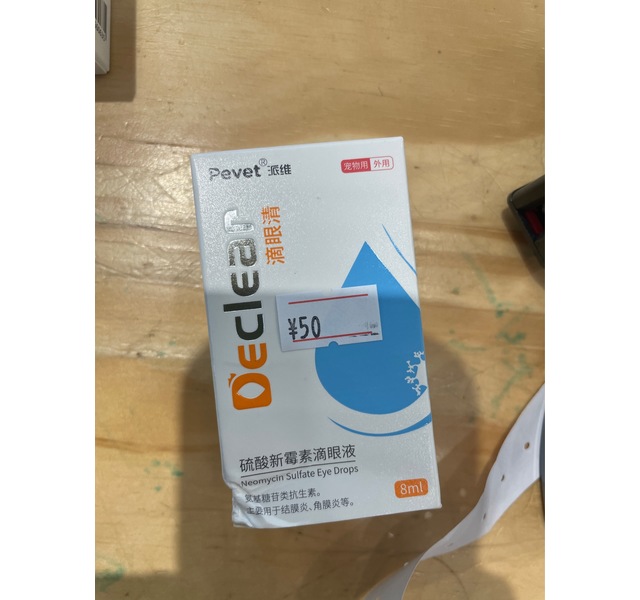 Pevet® 派维
宠物用 外用
Declear
滴眼清
¥50
硫酸新霉素滴眼液
Neomycin Sulfate Eye Drops
氨基糖苷类抗生素。
主要用于结膜炎、角膜炎等。
8ml